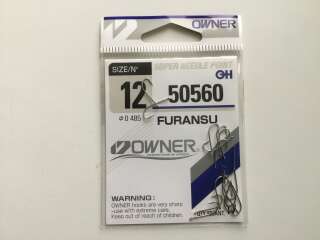 12 OWNER
SIZE/Nº
SUPER NEEDLE POINT
12
50560
Ø 0.485
FURANSU
OWNER
WARNING:
OWNER hooks are very sharp
-use with extreme care.
Keep out of reach of children.